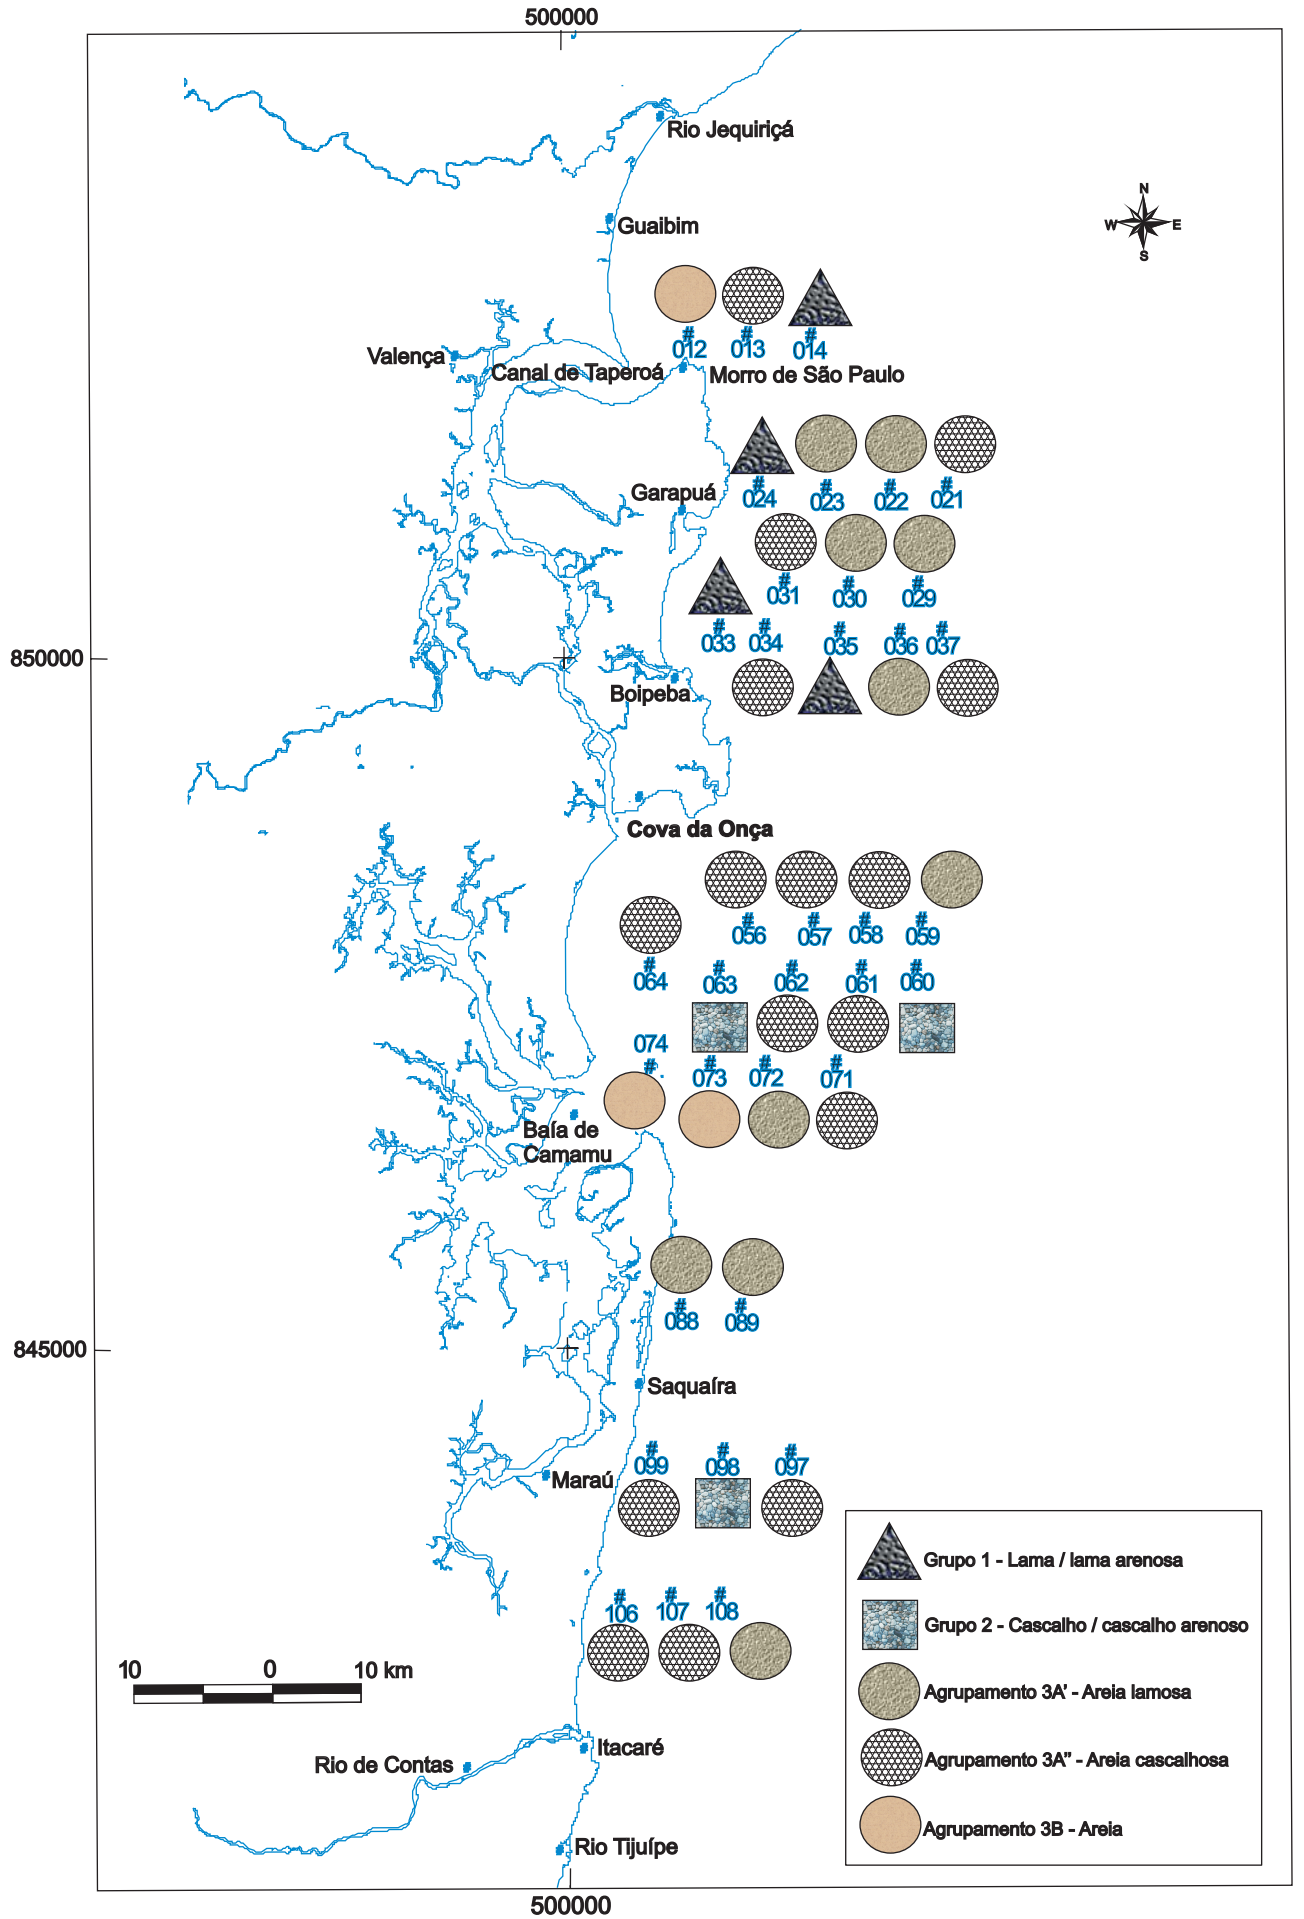 500000
Rio Jequiriçá
N
W E
S
Guaibim
# # #
012 013 014
Valença
Canal de Taperoá
Morro de São Paulo
# # # #
024 023 022 021
Garapuá
# # #
031 030 029
# # # # #
033 034 035 036 037
850000
Boipeba
Cova da Onça
# # # #
056 057 058 059
#
064
# # # #
063 062 061 060
074
#
# # #
073 072 071
Baía de
Camamu
# #
088 089
845000
Saquaíra
# # #
099 098 097
Maraú
# # #
106 107 108
Grupo 1 - Lama / lama arenosa
Grupo 2 - Cascalho / cascalho arenoso
Agrupamento 3A' - Areia lamosa
Agrupamento 3A" - Areia cascalhosa
Agrupamento 3B - Areia
10 0 10 km
Itacaré
Rio de Contas
Rio Tijuípe
500000